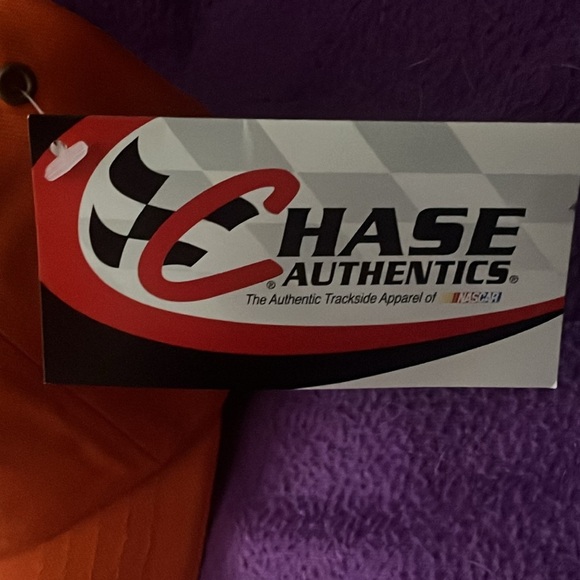 CHASE
® AUTHENTICS®
The Authentic Trackside Apparel of NASCAR